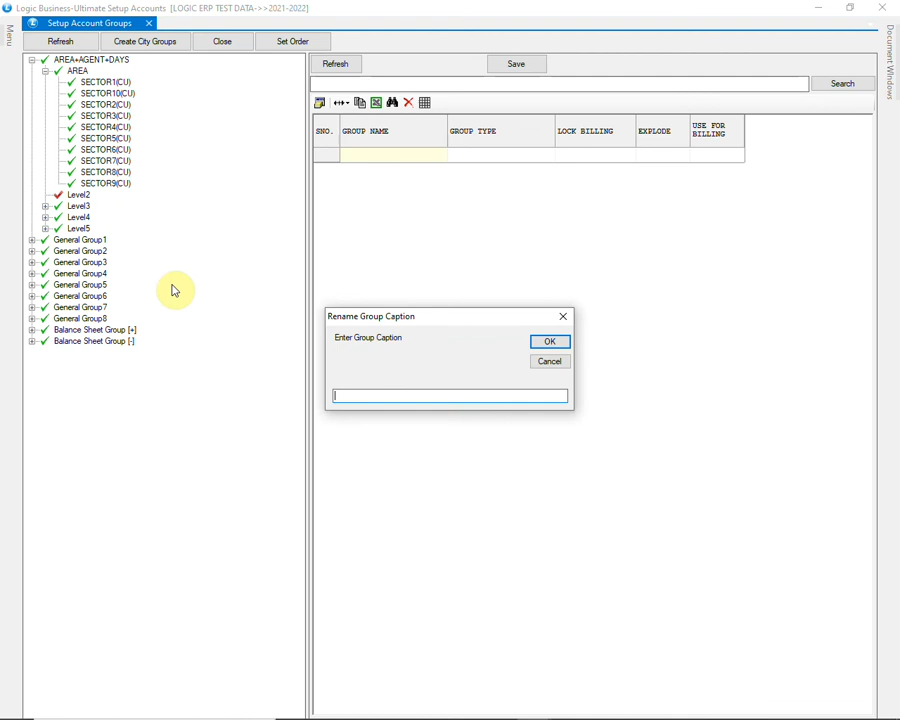 Logic Business-Ultimate Setup Accounts [LOGIC ERP TEST DATA->>2021-2022]
Menu
Setup Account Groups
Document Windows
Refresh
Create City Groups
Close
Set Order
AREA+AGENT+DAYS
AREA
SECTOR1(CU)
SECTOR10(CU)
SECTOR2(CU)
SECTOR3(CU)
SECTOR4(CU)
SECTOR5(CU)
SECTOR6(CU)
SECTOR7(CU)
SECTOR8(CU)
SECTOR9(CU)
Level2
Level3
Level4
Level5
General Group1
General Group2
General Group3
General Group4
General Group5
General Group6
General Group7
General Group8
Balance Sheet Group [+]
Balance Sheet Group [-]
Refresh
Save
Search
SNO. GROUP NAME GROUP TYPE LOCK BILLING EXPLODE USE FOR BILLING
Rename Group Caption
Enter Group Caption
OK
Cancel